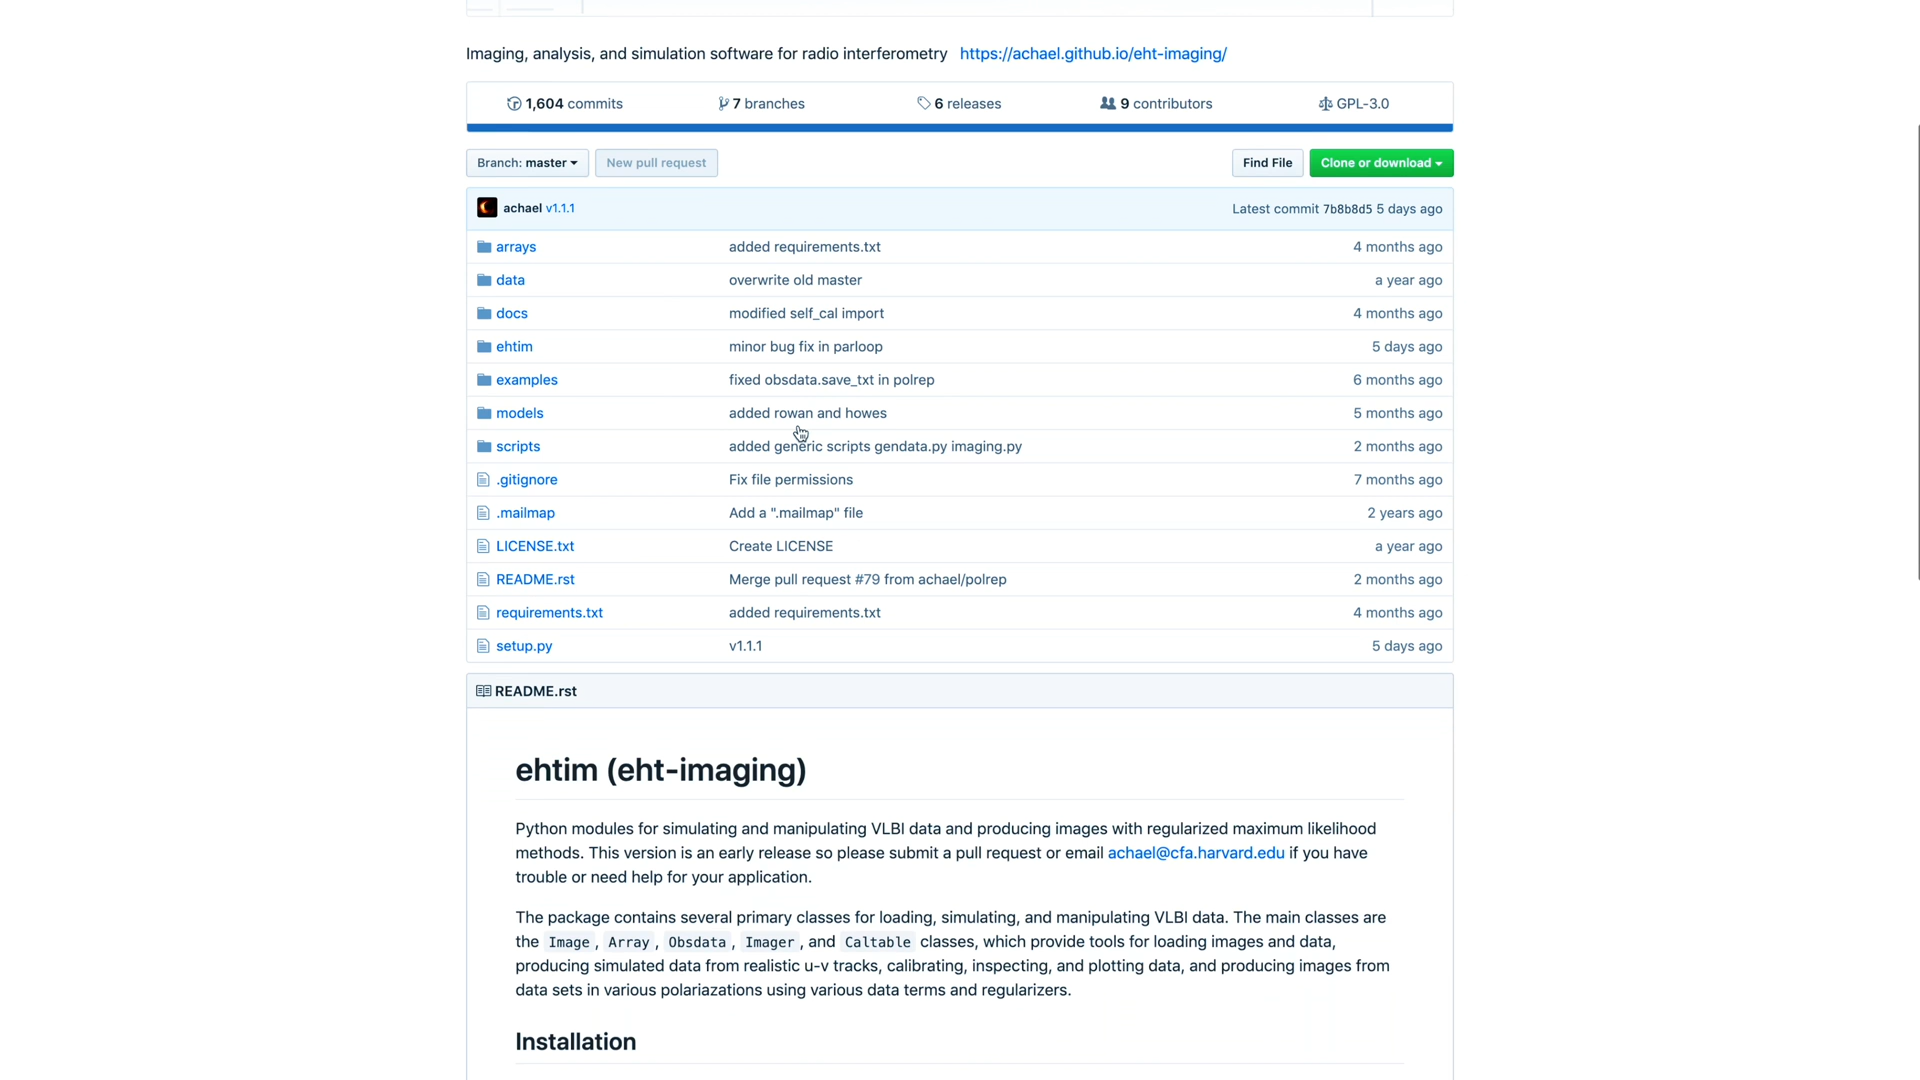 Imaging, analysis, and simulation software for radio interferometry https://achael.github.io/eht-imaging/
1,604 commits 7 branches 6 releases 9 contributors GPL-3.0
Branch: master New pull request Find File Clone or download
achael v1.1.1 Latest commit 7b8b8d5 5 days ago
arrays added requirements.txt 4 months ago
data overwrite old master a year ago
docs modified self_cal import 4 months ago
ehtim minor bug fix in parloop 5 days ago
examples fixed obsdata.save_txt in polrep 6 months ago
models added rowan and howes 5 months ago
scripts added generic scripts gendata.py imaging.py 2 months ago
.gitignore Fix file permissions 7 months ago
.mailmap Add a ".mailmap" file 2 years ago
LICENSE.txt Create LICENSE a year ago
README.rst Merge pull request #79 from achael/polrep 2 months ago
requirements.txt added requirements.txt 4 months ago
setup.py v1.1.1 5 days ago
README.rst
ehtim (eht-imaging)
Python modules for simulating and manipulating VLBI data and producing images with regularized maximum likelihood
methods. This version is an early release so please submit a pull request or email achael@cfa.harvard.edu if you have
trouble or need help for your application.
The package contains several primary classes for loading, simulating, and manipulating VLBI data. The main classes are
the Image , Array , Obsdata , Imager , and Caltable classes, which provide tools for loading images and data,
producing simulated data from realistic u-v tracks, calibrating, inspecting, and plotting data, and producing images from
data sets in various polariazations using various data terms and regularizers.
Installation